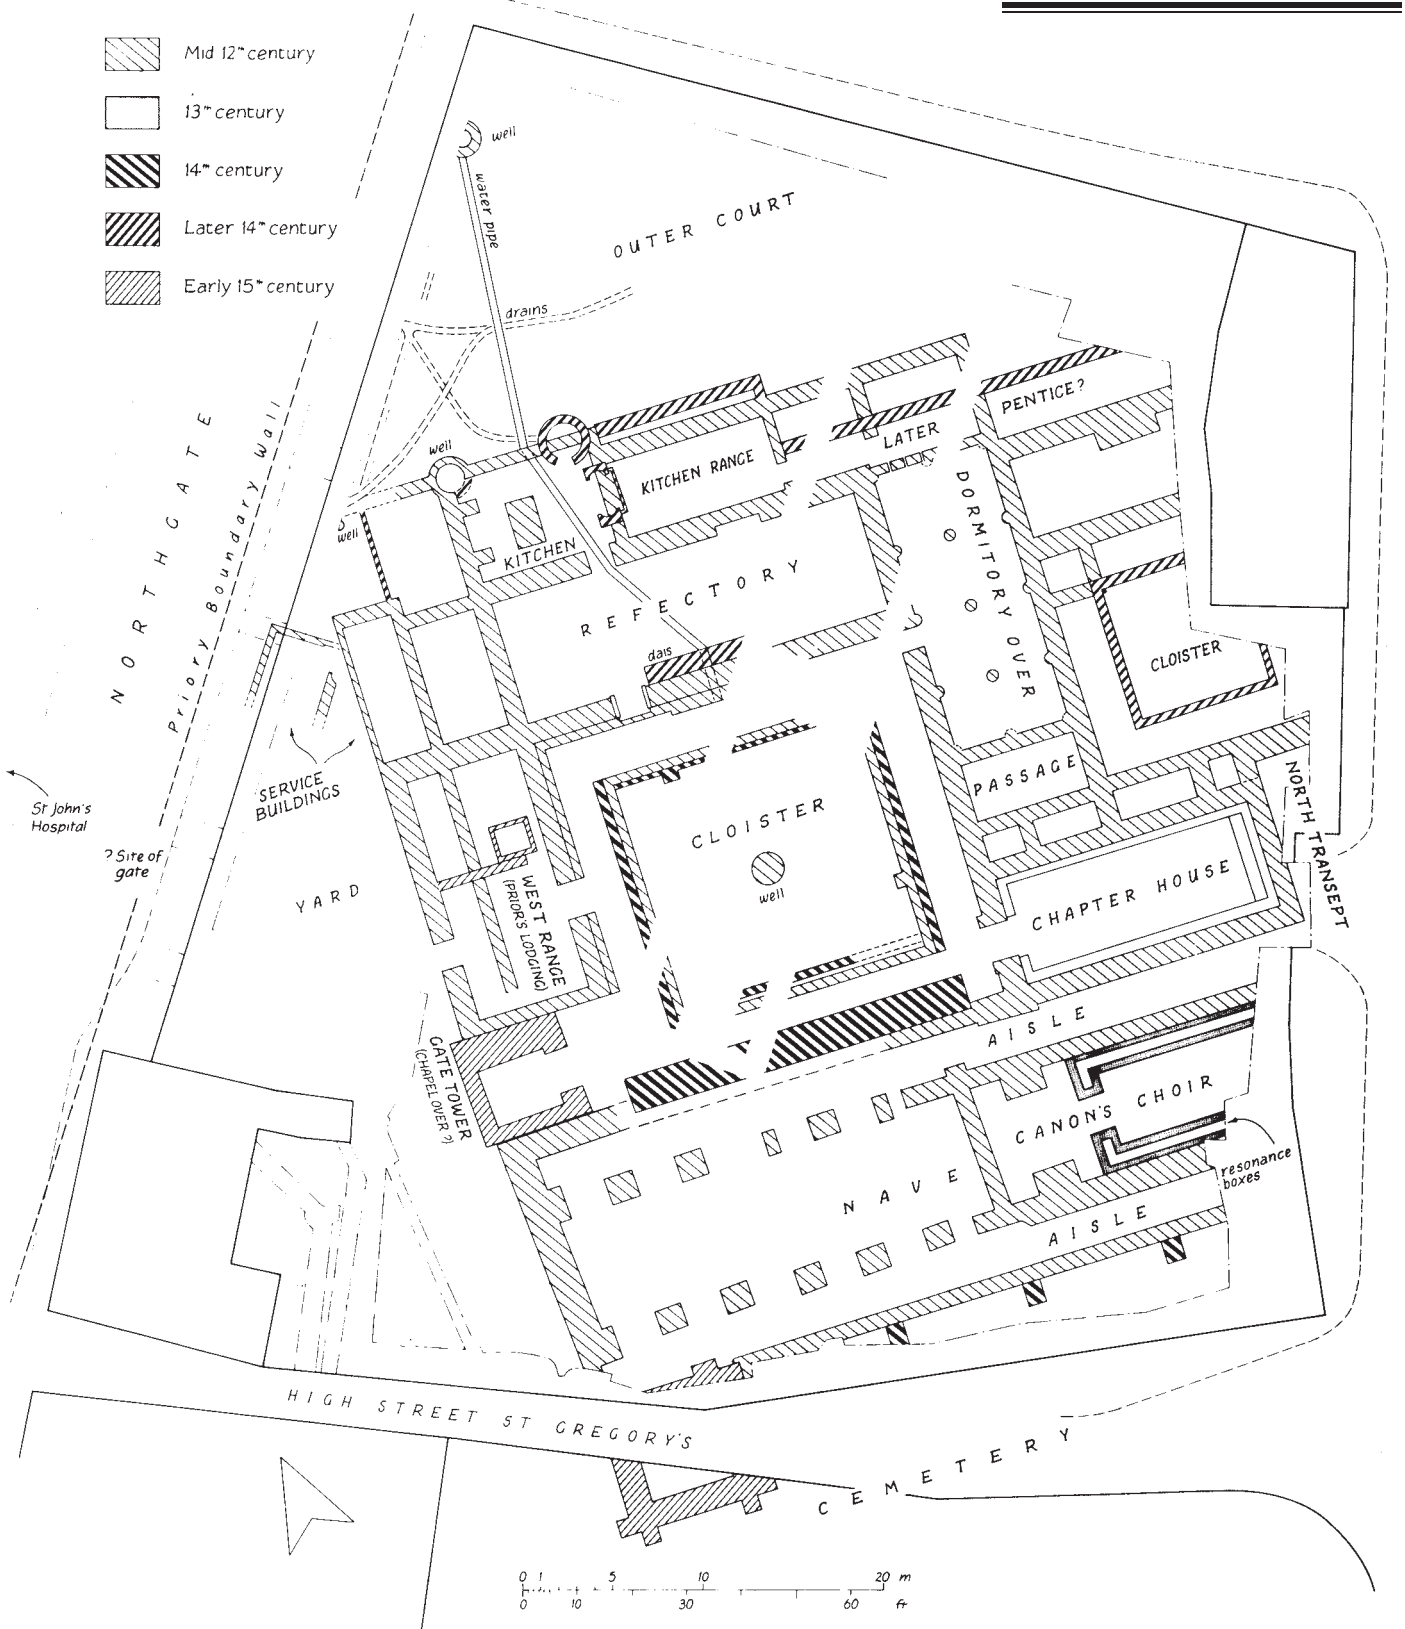 Mid 12th century
13th century
14th century
Later 14th century
Early 15th century
well
water pipe
OUTER COURT
drains
NORTHGATE
Priory Boundary Wall
well
well
KITCHEN
KITCHEN RANGE
LATER
PENTICE?
DORMITORY OVER
REFECTORY
dais
CLOISTER
SERVICE
BUILDINGS
St John's
Hospital
? Site of
gate
YARD
WEST RANGE
(PRIOR'S LODGING)
CLOISTER
well
PASSAGE
CHAPTER HOUSE
NORTH TRANSEPT
GATE TOWER
(CHAPEL OVER ?)
AISLE
CANON'S CHOIR
NAVE
AISLE
resonance
boxes
HIGH STREET ST GREGORY'S
CEMETERY
0 1 5 10 20 m
0 10 30 60 ft